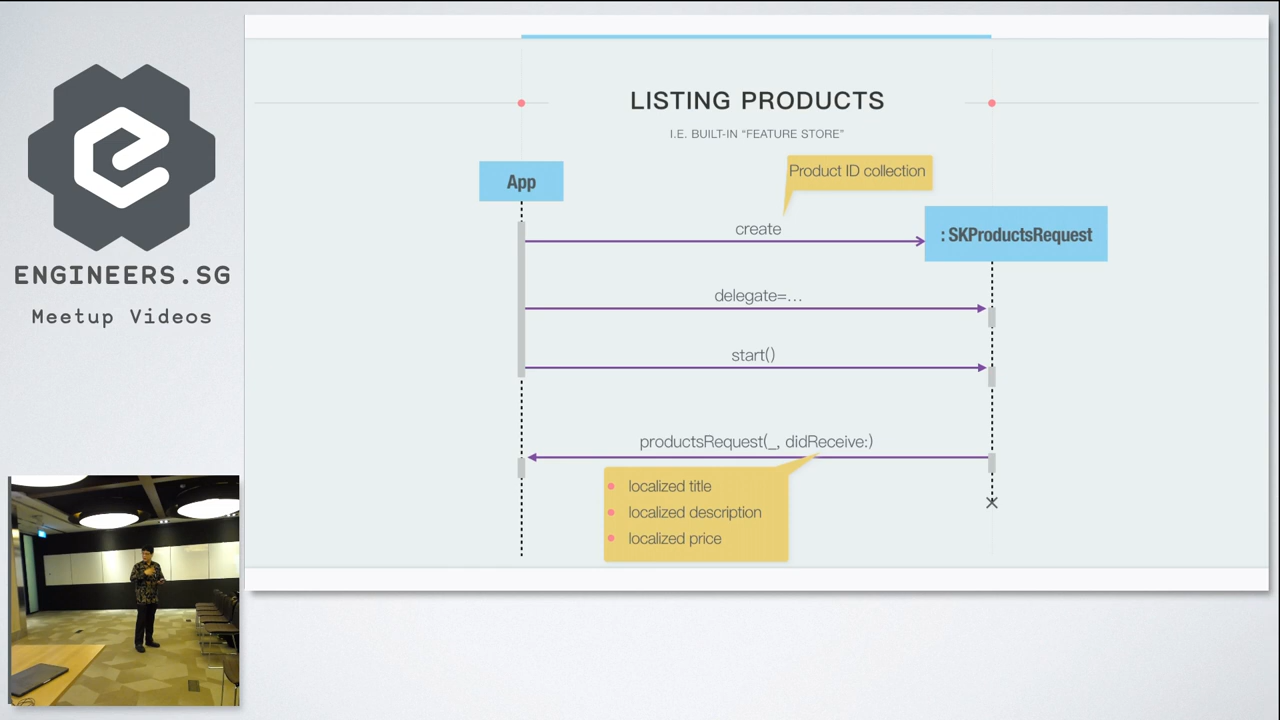 ENGINEERS.SG
Meetup Videos
LISTING PRODUCTS
I.E. BUILT-IN “FEATURE STORE”
Product ID collection
App
create
: SKProductsRequest
delegate=...
start()
productsRequest(_, didReceive:)
localized title
localized description
localized price